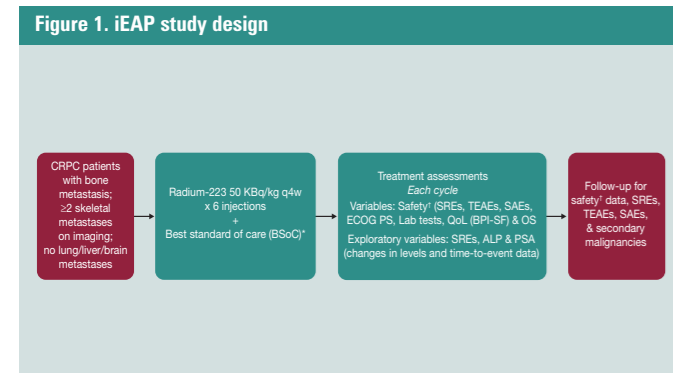 Figure 1. iEAP study design
CRPC patients
with bone
metastasis;
≥2 skeletal
metastases
on imaging;
no lung/liver/brain
metastases
Radium-223 50 KBq/kg q4w
x 6 injections
+
Best standard of care (BSoC)*
Treatment assessments
Each cycle
Variables: Safety† (SREs, TEAEs, SAEs,
ECOG PS, Lab tests, QoL (BPI-SF) & OS
Exploratory variables: SREs, ALP & PSA
(changes in levels and time-to-event data)
Follow-up for
safety† data, SREs,
TEAEs, SAEs,
& secondary
malignancies